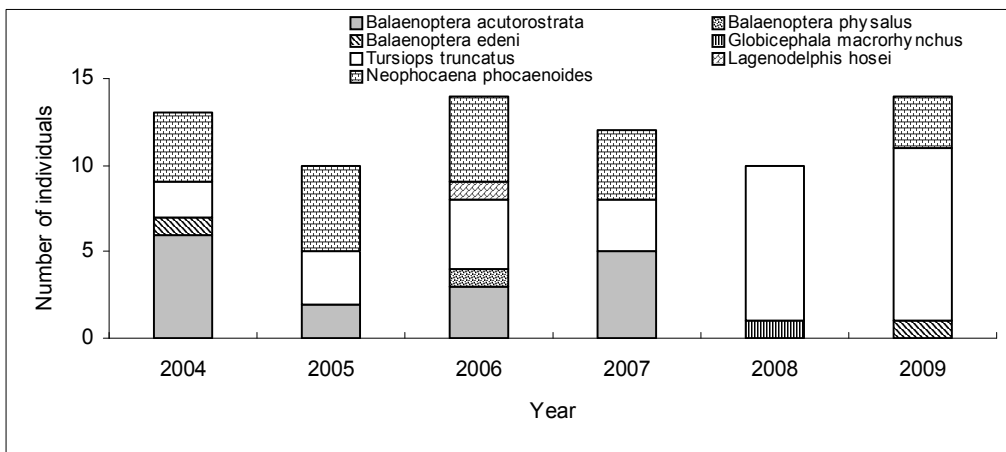 Balaenoptera acutorostrata Balaenoptera physalus
Balaenoptera edeni Globicephala macrorhynchus
Tursiops truncatus Lagenodelphis hosei
Neophocaena phocaenoides
15
10
5
0
Number of individuals
2004 2005 2006 2007 2008 2009
Year